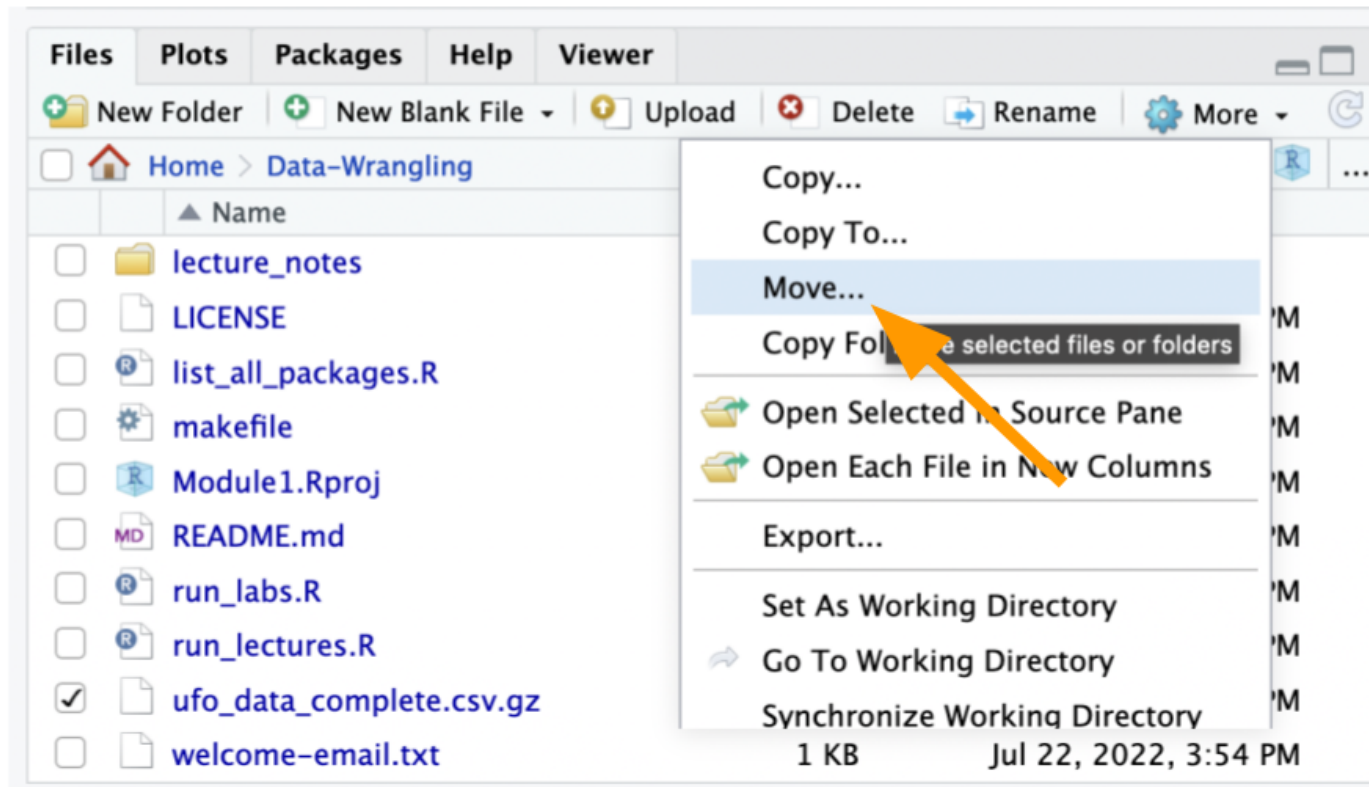 Files Plots Packages Help Viewer
New Folder New Blank File Upload Delete Rename More
Home > Data-Wrangling R ...
Name
lecture_notes
LICENSE
R list_all_packages.R
makefile
R Module1.Rproj
MD README.md
R run_labs.R
R run_lectures.R
ufo_data_complete.csv.gz
welcome-email.txt 1 KB Jul 22, 2022, 3:54 PM
Copy...
Copy To...
Move...
Copy
selected files or folders
Open Selected in Source Pane
Open Each File in New Columns
Export...
Set As Working Directory
Go To Working Directory
Synchronize Working Directory